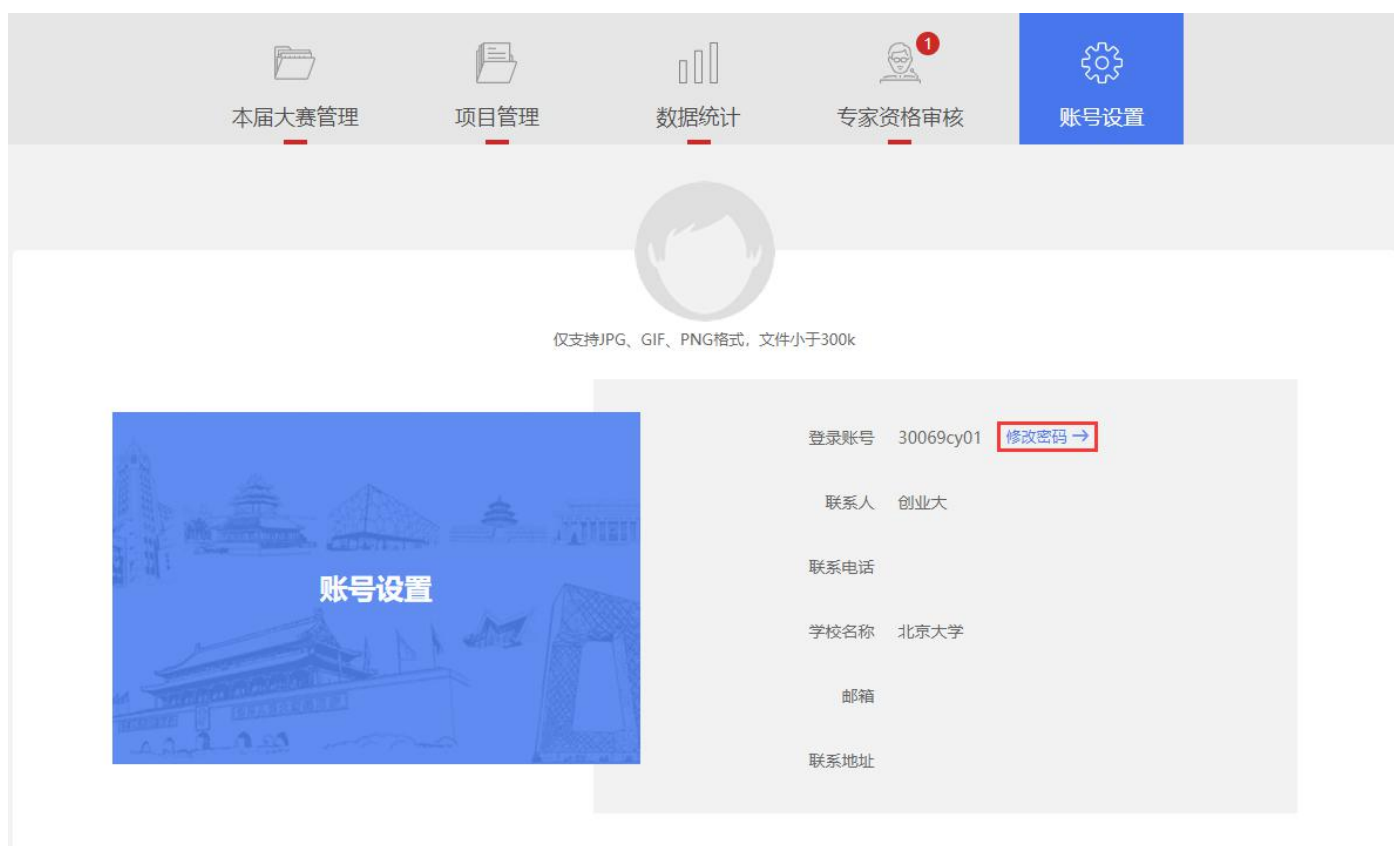 1
本届大赛管理 项目管理 数据统计 专家资格审核 账号设置
仅支持JPG、GIF、PNG格式，文件小于300k
登录账号 30069cy01 修改密码→
联系人 创业大
联系电话
账号设置
学校名称 北京大学
邮箱
联系地址